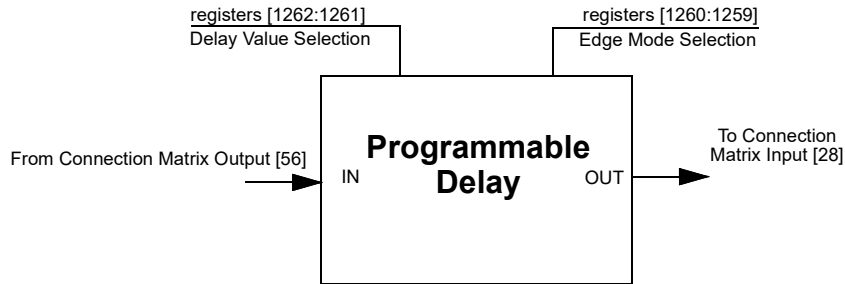 registers [1262:1261]
Delay Value Selection
registers [1260:1259]
Edge Mode Selection
From Connection Matrix Output [56]
IN
Programmable
Delay
OUT
To Connection
Matrix Input [28]